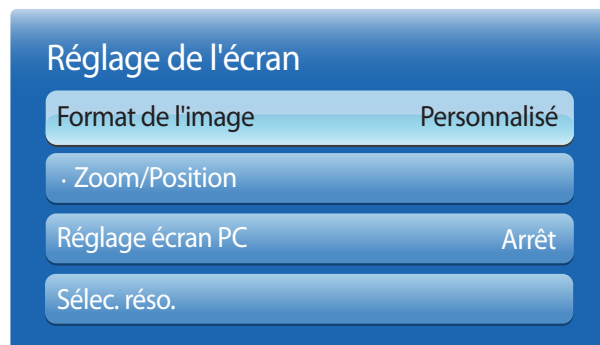 Réglage de l'écran
Format de l'image Personnalisé
· Zoom/Position
Réglage écran PC Arrêt
Sélec. réso.